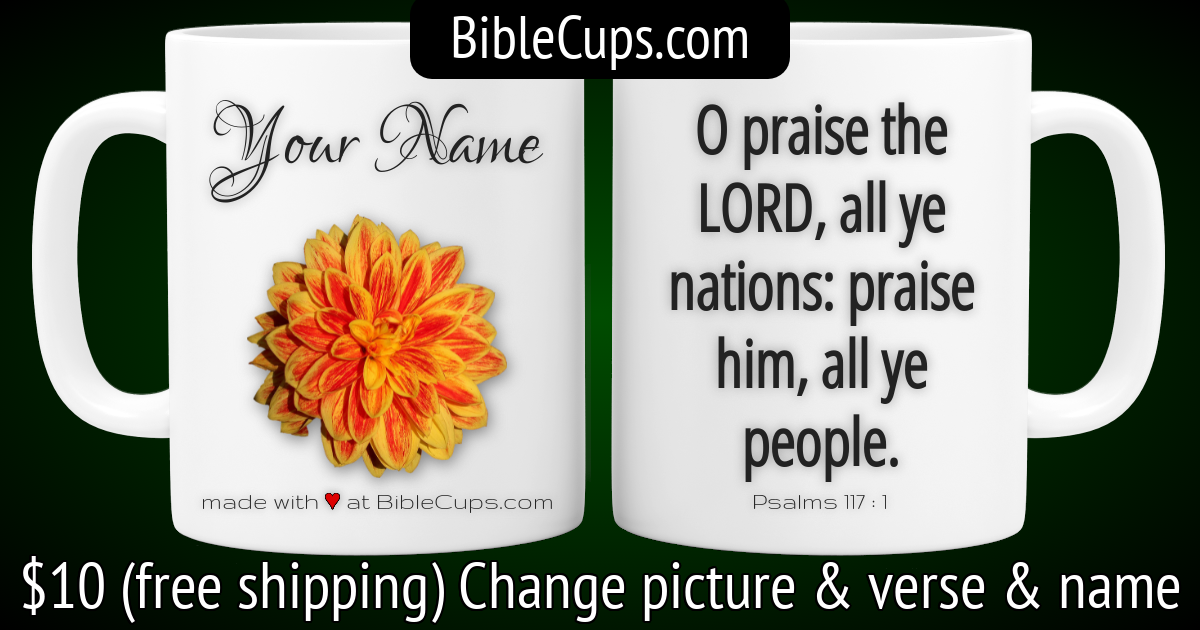 BibleCups.com
Your Name
made with ♥ at BibleCups.com
O praise the
LORD, all ye
nations: praise
him, all ye
people.
Psalms 117 : 1
$10 (free shipping) Change picture & verse & name